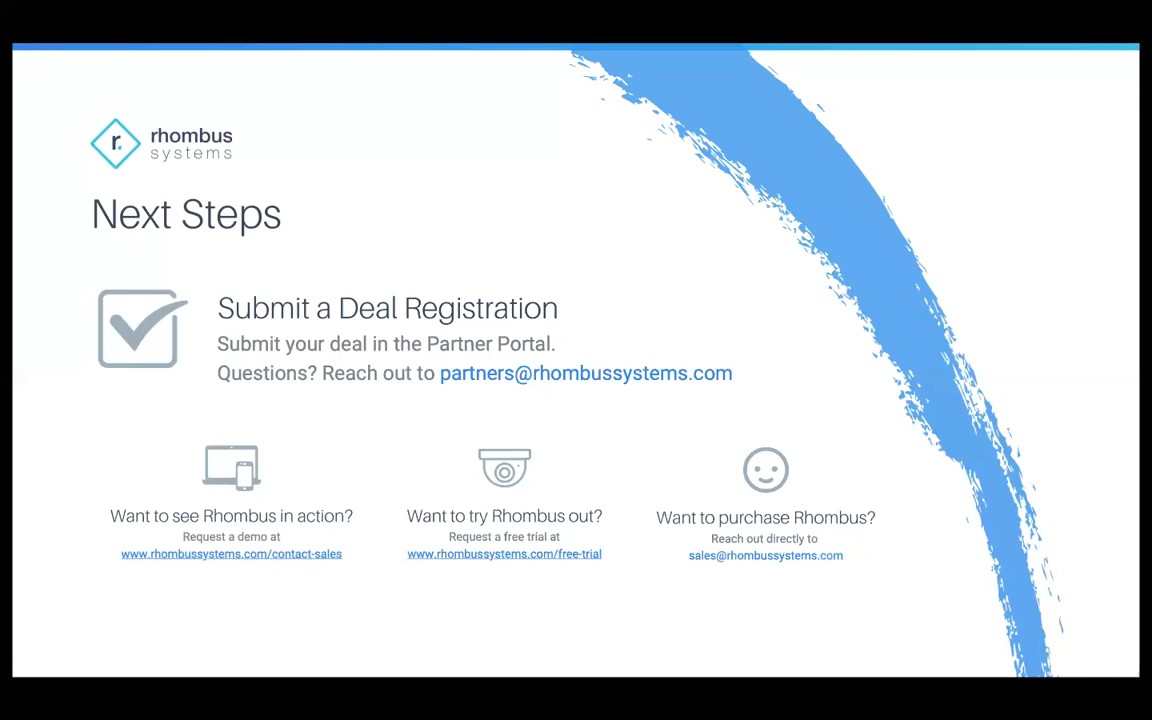 r.
rhombus
systems
Next Steps
Submit a Deal Registration
Submit your deal in the Partner Portal.
Questions? Reach out to partners@rhombussystems.com
Want to see Rhombus in action?
Request a demo at
www.rhombussystems.com/contact-sales
Want to try Rhombus out?
Request a free trial at
www.rhombussystems.com/free-trial
Want to purchase Rhombus?
Reach out directly to
sales@rhombussystems.com